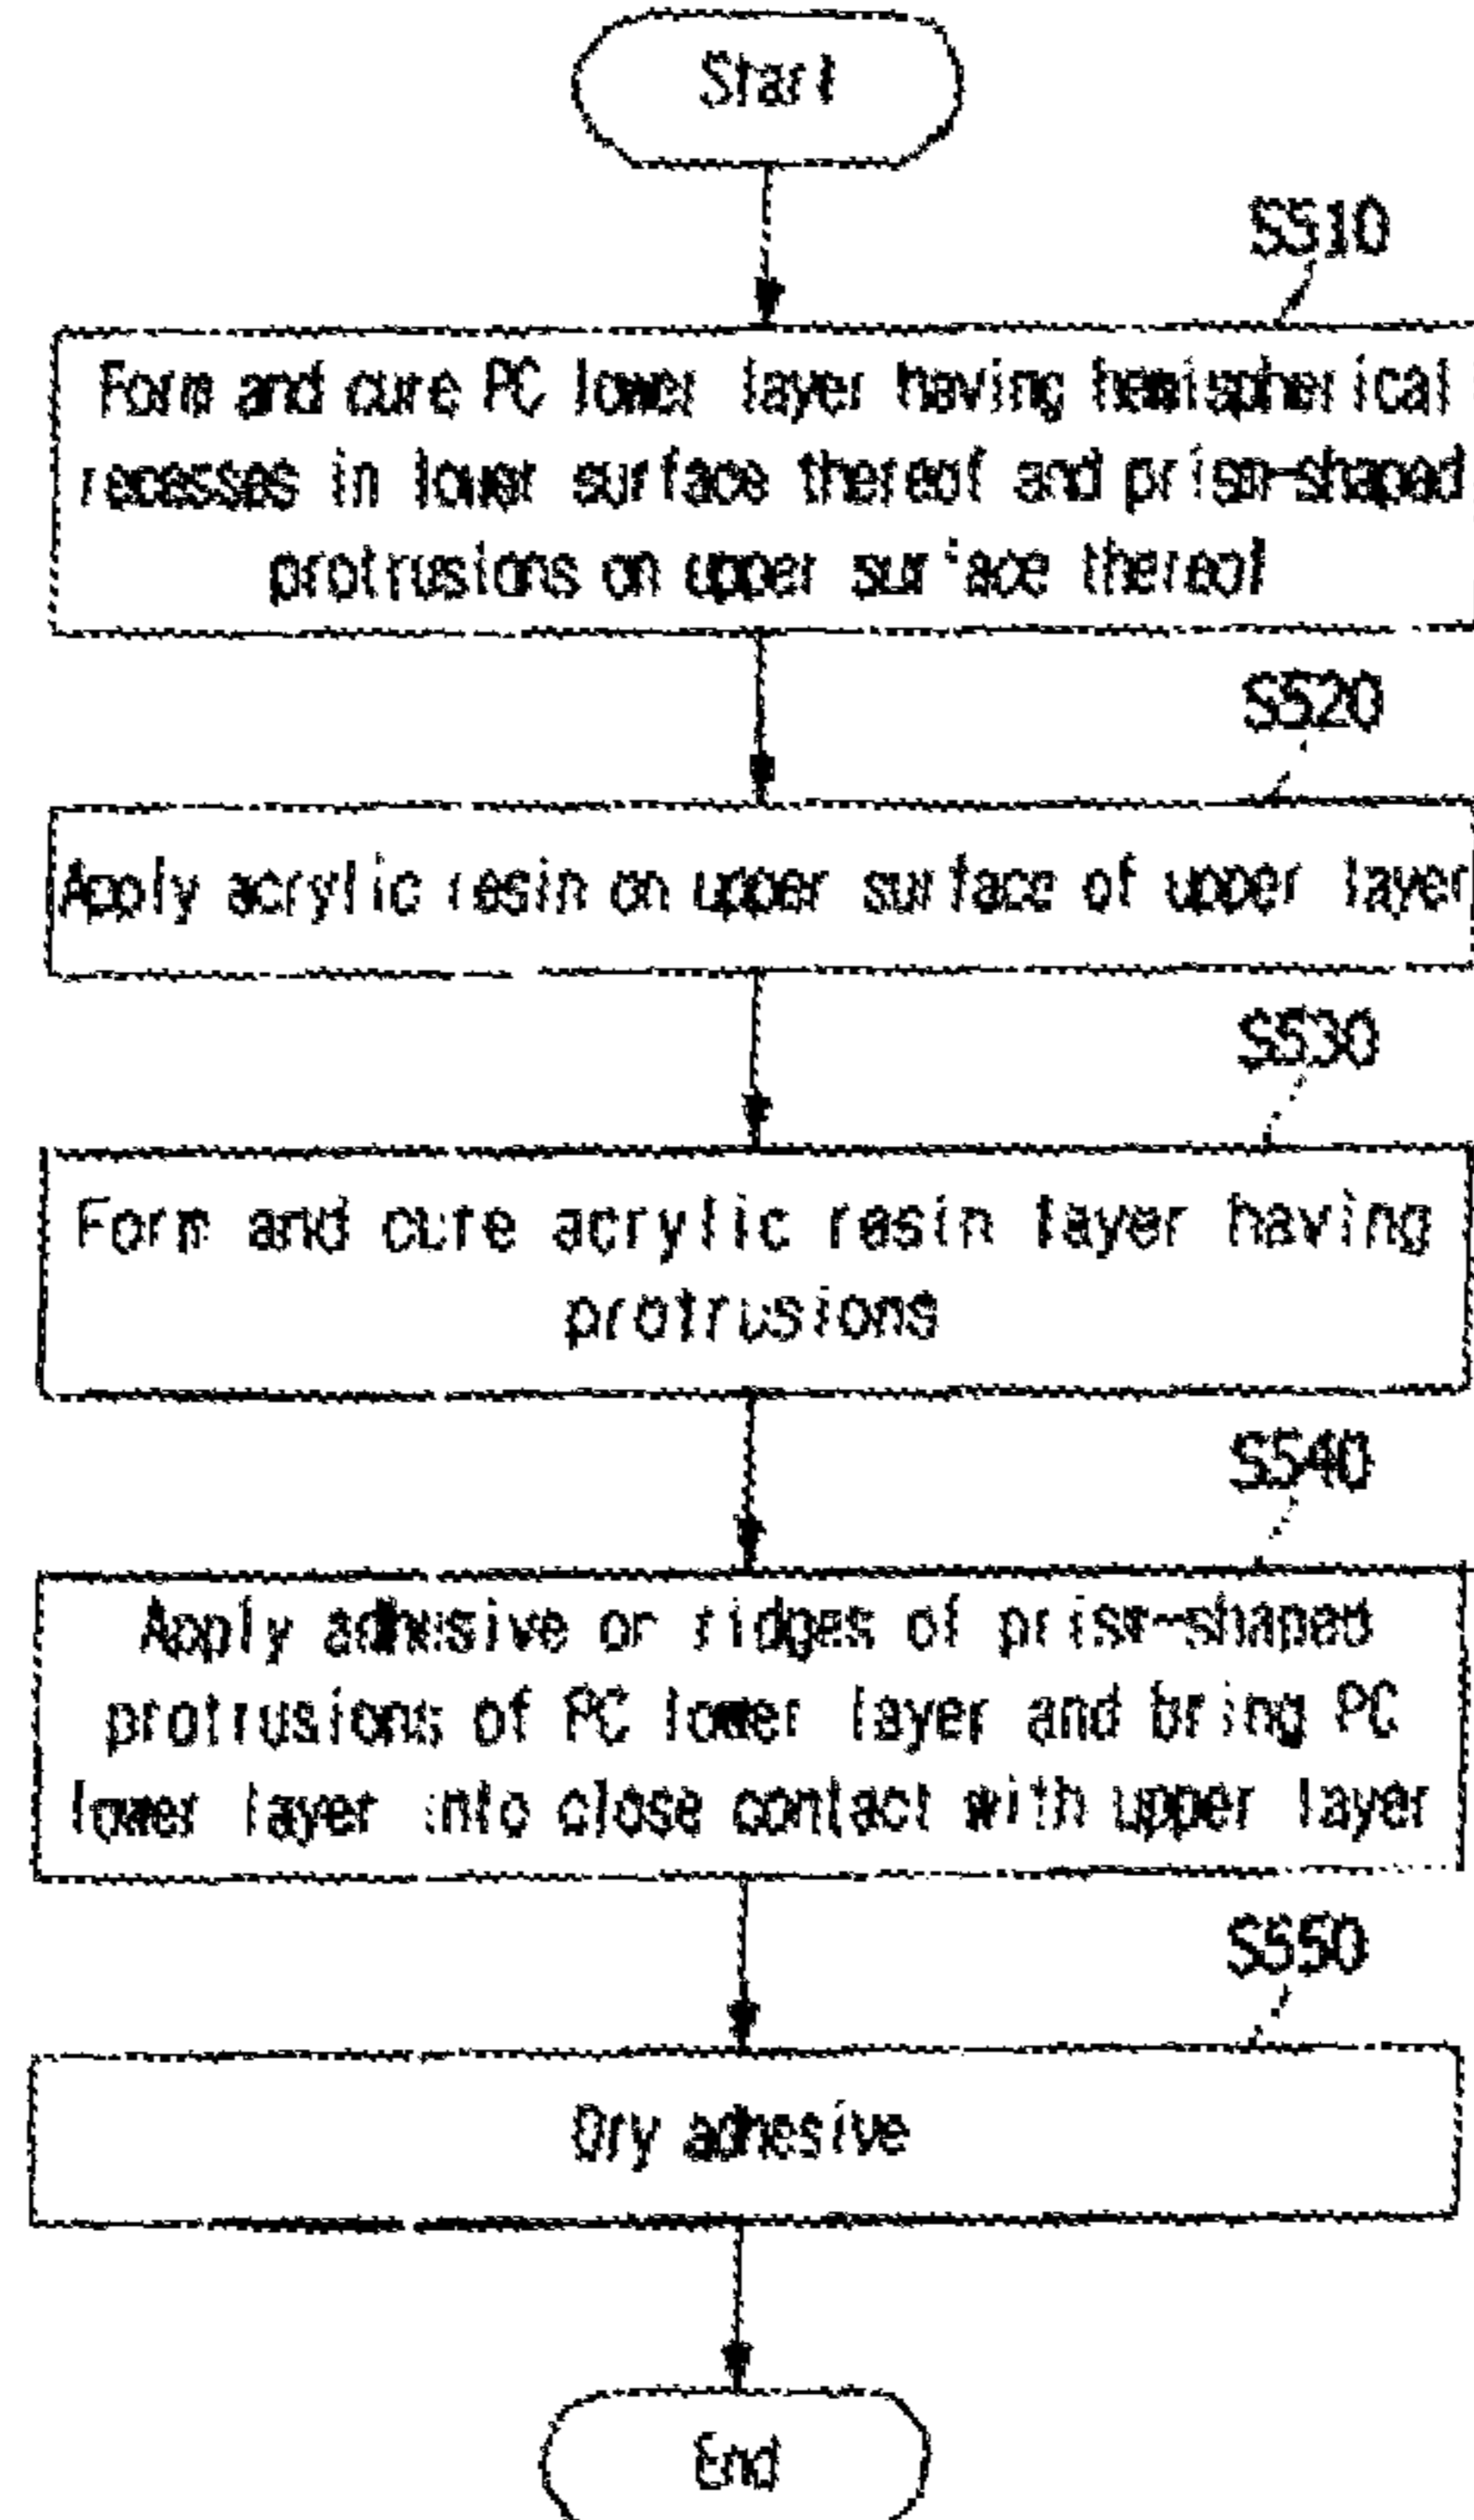 Start
S510
Form and cure PC lower layer having hemispherical
recesses in lower surface thereof and prism-shaped
protrusions on upper surface thereof
S520
Apply acrylic resin on upper surface of upper layer
S530
Form and cure acrylic resin layer having
protrusions
S540
Apply adhesive or ridges of prism-shaped
protrusions of PC lower layer and bring PC
lower layer into close contact with upper layer
S550
Dry adhesive
End